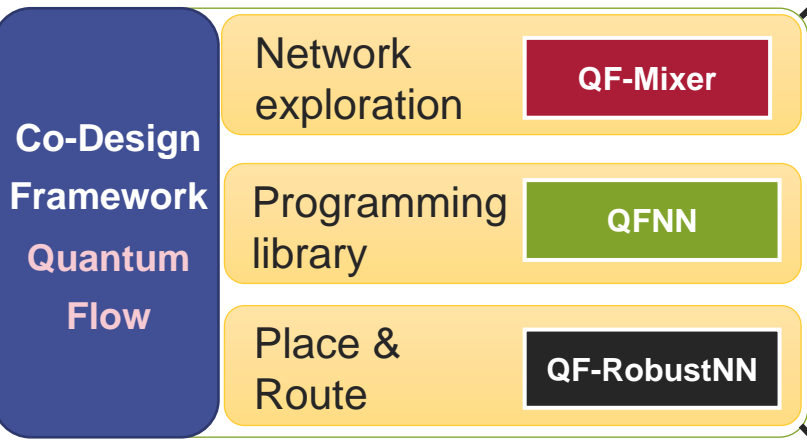 Co-Design
Framework
Quantum
Flow
Network
exploration
QF-Mixer
Programming
library
QFNN
Place &
Route
QF-RobustNN